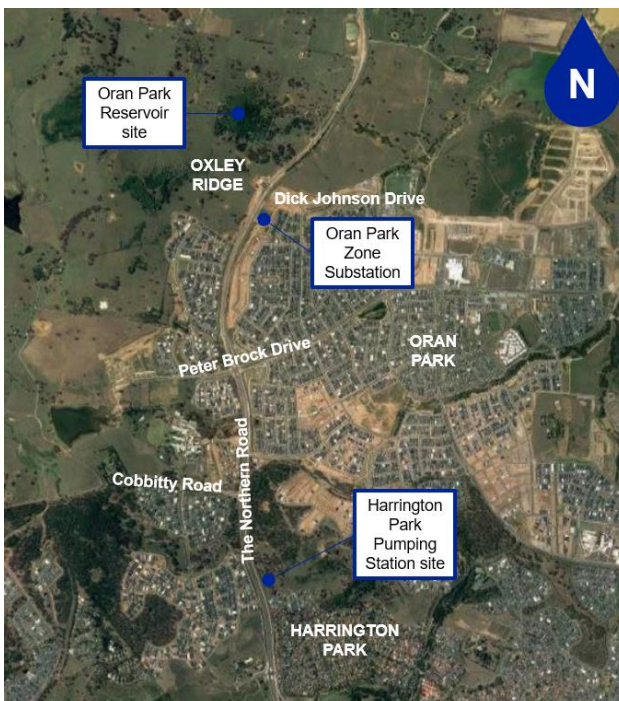 N
Oran Park
Reservoir
site
OXLEY
RIDGE
Dick Johnson Drive
Oran Park
Zone
Substation
Peter Brock Drive
ORAN
PARK
Cobbitty Road
The Northern Road
Harrington
Park
Pumping
Station site
HARRINGTON
PARK